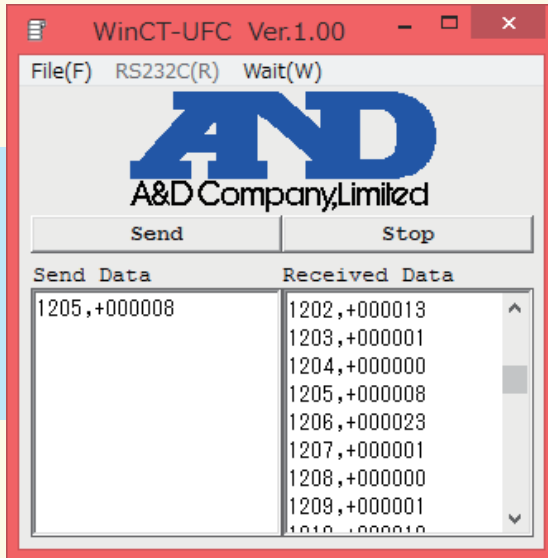 WinCT-UFC Ver.1.00
File(F) RS232C(R) Wait(W)
AND
A&D Company,Limited
Send Stop
Send Data Received Data
1205,+000008
1202,+000013
1203,+000001
1204,+000000
1205,+000008
1206,+000023
1207,+000001
1208,+000000
1209,+000001